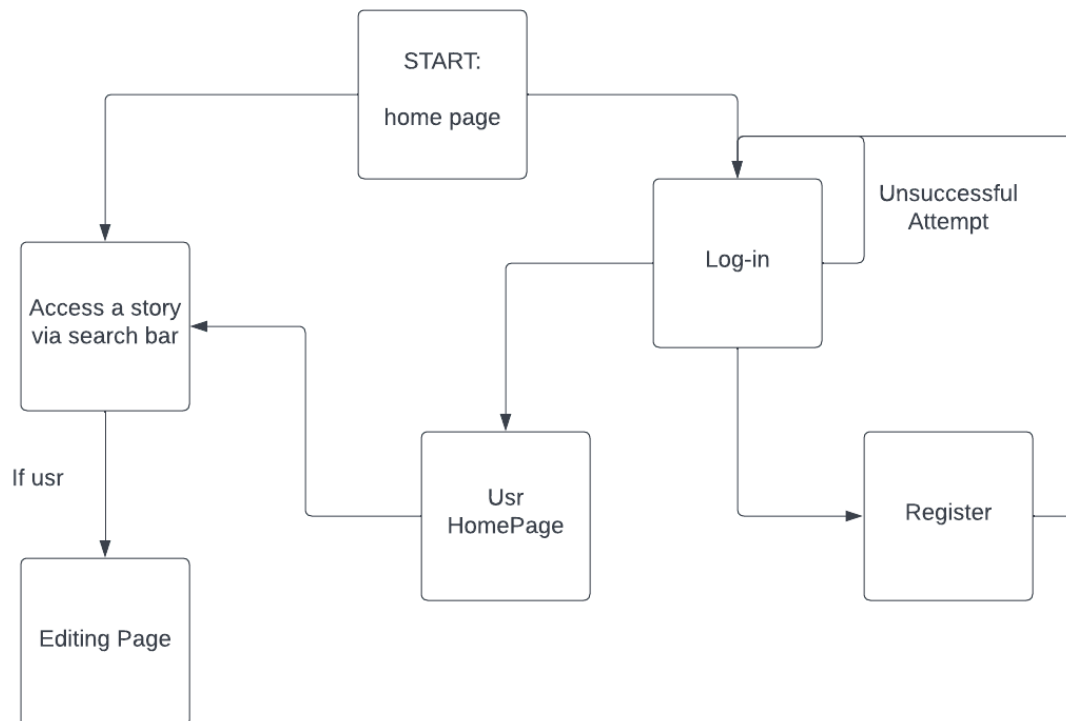 START:
home page
Unsuccessful
Attempt
Log-in
Access a story
via search bar
If usr
Usr
HomePage
Register
Editing Page